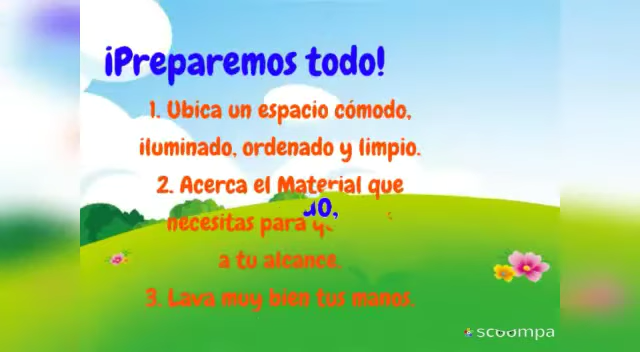 ¡Preparemos todo!
1. Ubica un espacio cómodo,
iluminado, ordenado y limpio.
2. Acerca el Material que
necesitas para
a tu alcance.
3. Lava muy bien tus manos.
scoompa